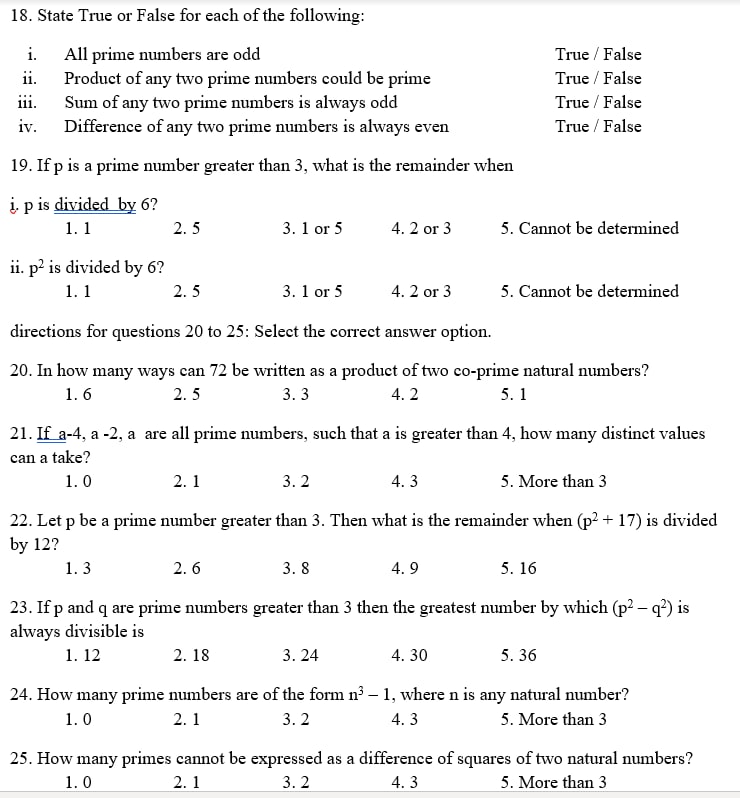 18. State True or False for each of the following:
i. All prime numbers are odd True / False
ii. Product of any two prime numbers could be prime True / False
iii. Sum of any two prime numbers is always odd True / False
iv. Difference of any two prime numbers is always even True / False
19. If p is a prime number greater than 3, what is the remainder when
i. p is divided by 6?
1. 1 2. 5 3. 1 or 5 4. 2 or 3 5. Cannot be determined
ii. p² is divided by 6?
1. 1 2. 5 3. 1 or 5 4. 2 or 3 5. Cannot be determined
directions for questions 20 to 25: Select the correct answer option.
20. In how many ways can 72 be written as a product of two co-prime natural numbers?
1. 6 2. 5 3. 3 4. 2 5. 1
21. If a-4, a -2, a are all prime numbers, such that a is greater than 4, how many distinct values
can a take?
1. 0 2. 1 3. 2 4. 3 5. More than 3
22. Let p be a prime number greater than 3. Then what is the remainder when (p² + 17) is divided
by 12?
1. 3 2. 6 3. 8 4. 9 5. 16
23. If p and q are prime numbers greater than 3 then the greatest number by which (p² – q²) is
always divisible is
1. 12 2. 18 3. 24 4. 30 5. 36
24. How many prime numbers are of the form n³ – 1, where n is any natural number?
1. 0 2. 1 3. 2 4. 3 5. More than 3
25. How many primes cannot be expressed as a difference of squares of two natural numbers?
1. 0 2. 1 3. 2 4. 3 5. More than 3